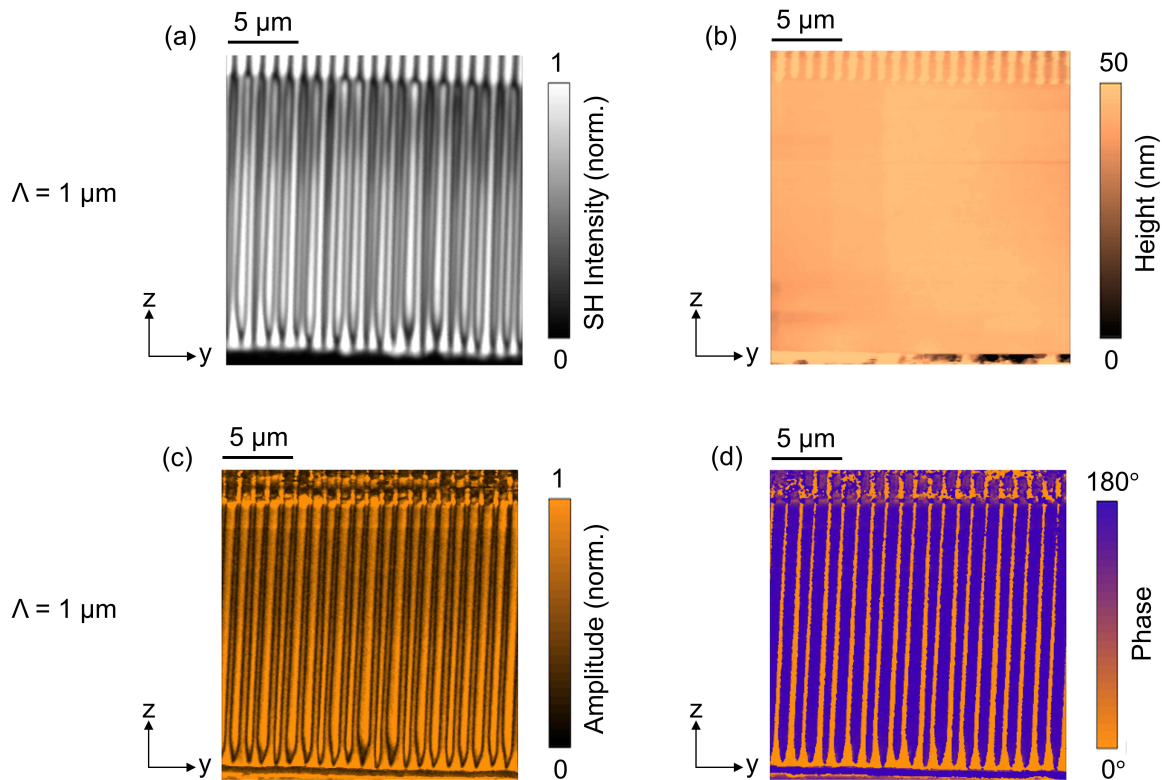 (a)
5 μm
1
SH Intensity (norm.)
0
z
y
(b)
5 μm
50
Height (nm)
0
z
y
Λ = 1 μm
(c)
5 μm
1
Amplitude (norm.)
0
z
y
(d)
5 μm
180°
Phase
0°
z
y
Λ = 1 μm